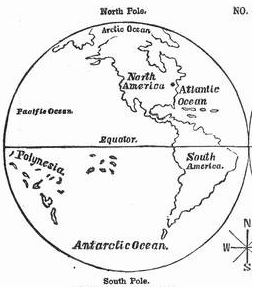 North Pole.
NO.
Arctic Ocean
North
America
Atlantic
Ocean
Pacific Ocean.
Equator.
Polynesia.
South
America.
Antarctic Ocean.
N
W
S
South Pole.